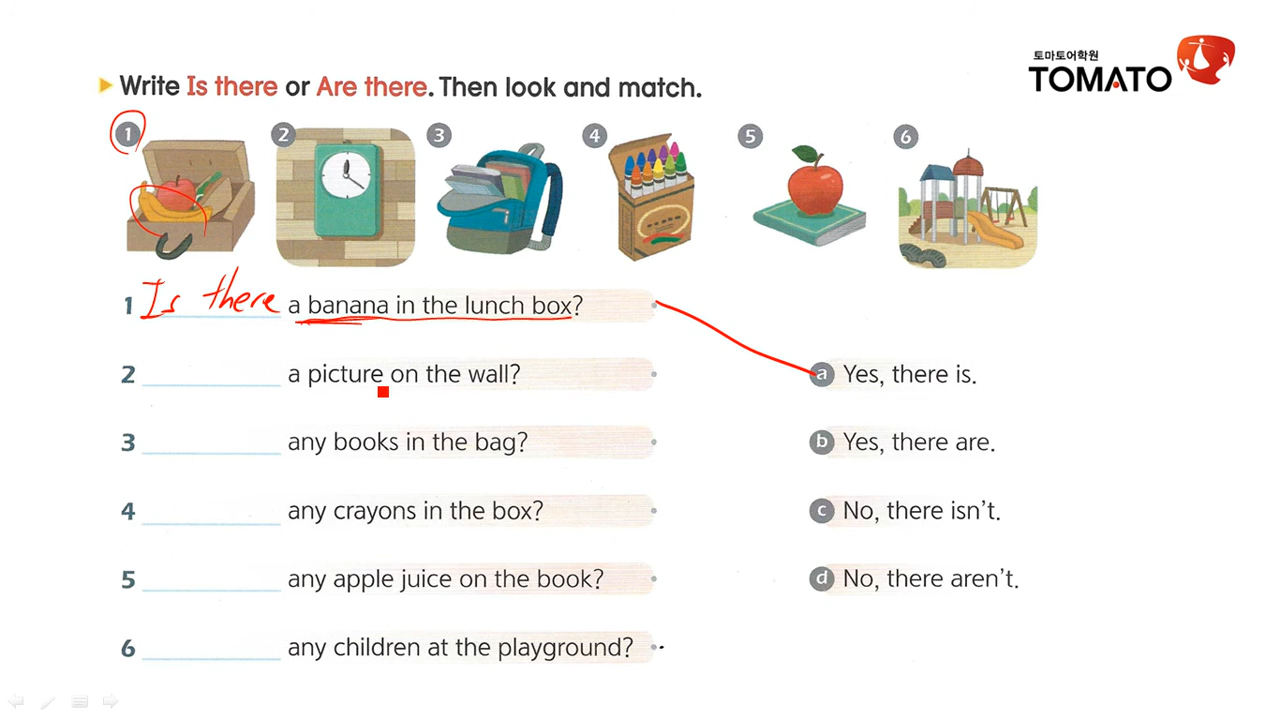 토마토어학원
TOMATO
Write Is there or Are there. Then look and match.
1 2 3 4 5 6
1 Is there a banana in the lunch box?
2 a picture on the wall?
a Yes, there is.
3 any books in the bag?
b Yes, there are.
4 any crayons in the box?
c No, there isn't.
5 any apple juice on the book?
d No, there aren't.
6 any children at the playground?